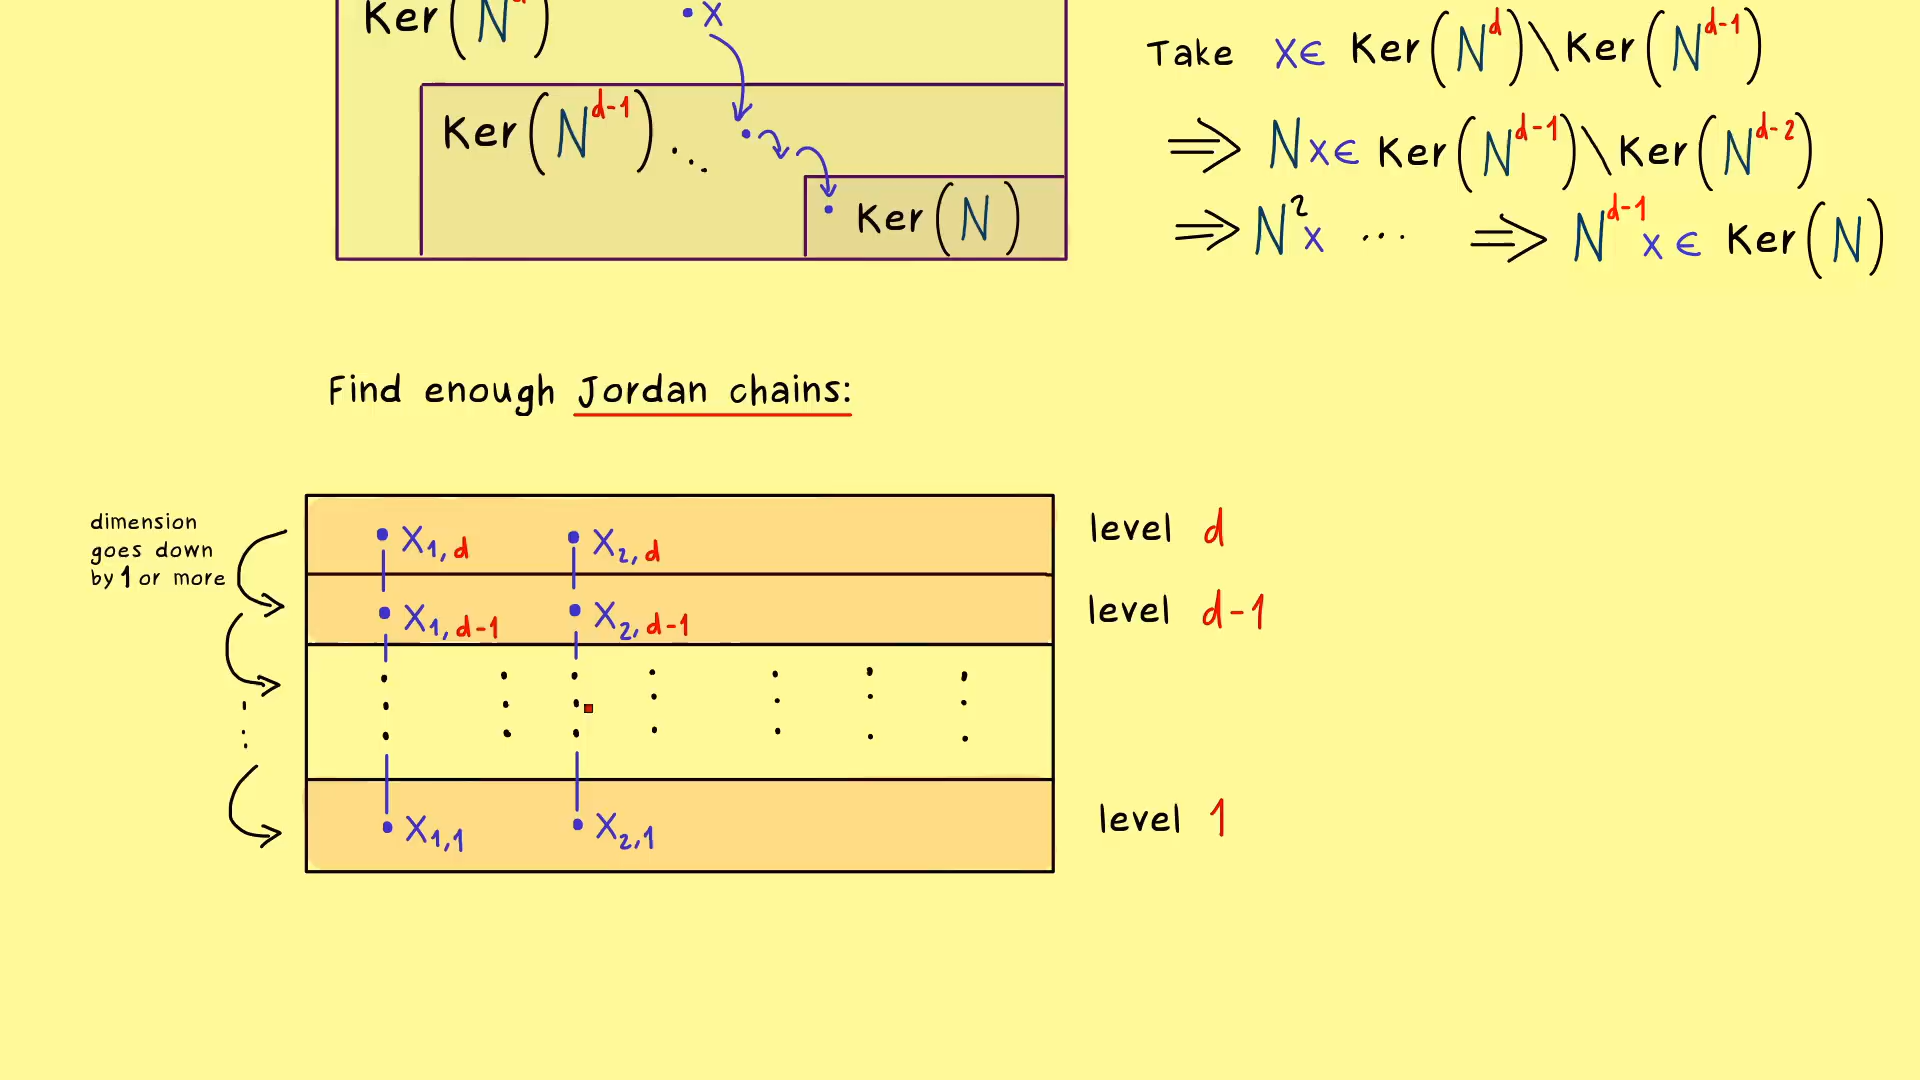 Ker(N^d) • x
Ker(N^{d-1}) ⋱
Ker(N)
Take x ∈ Ker(N^d) \ Ker(N^{d-1})
⟹ Nx ∈ Ker(N^{d-1}) \ Ker(N^{d-2})
⟹ N^2 x ... ⟹ N^{d-1} x ∈ Ker(N)
Find enough Jordan chains:
dimension
goes down
by 1 or more
x_{1,d} x_{2,d} level d
x_{1,d-1} x_{2,d-1} level d-1
x_{1,1} x_{2,1} level 1